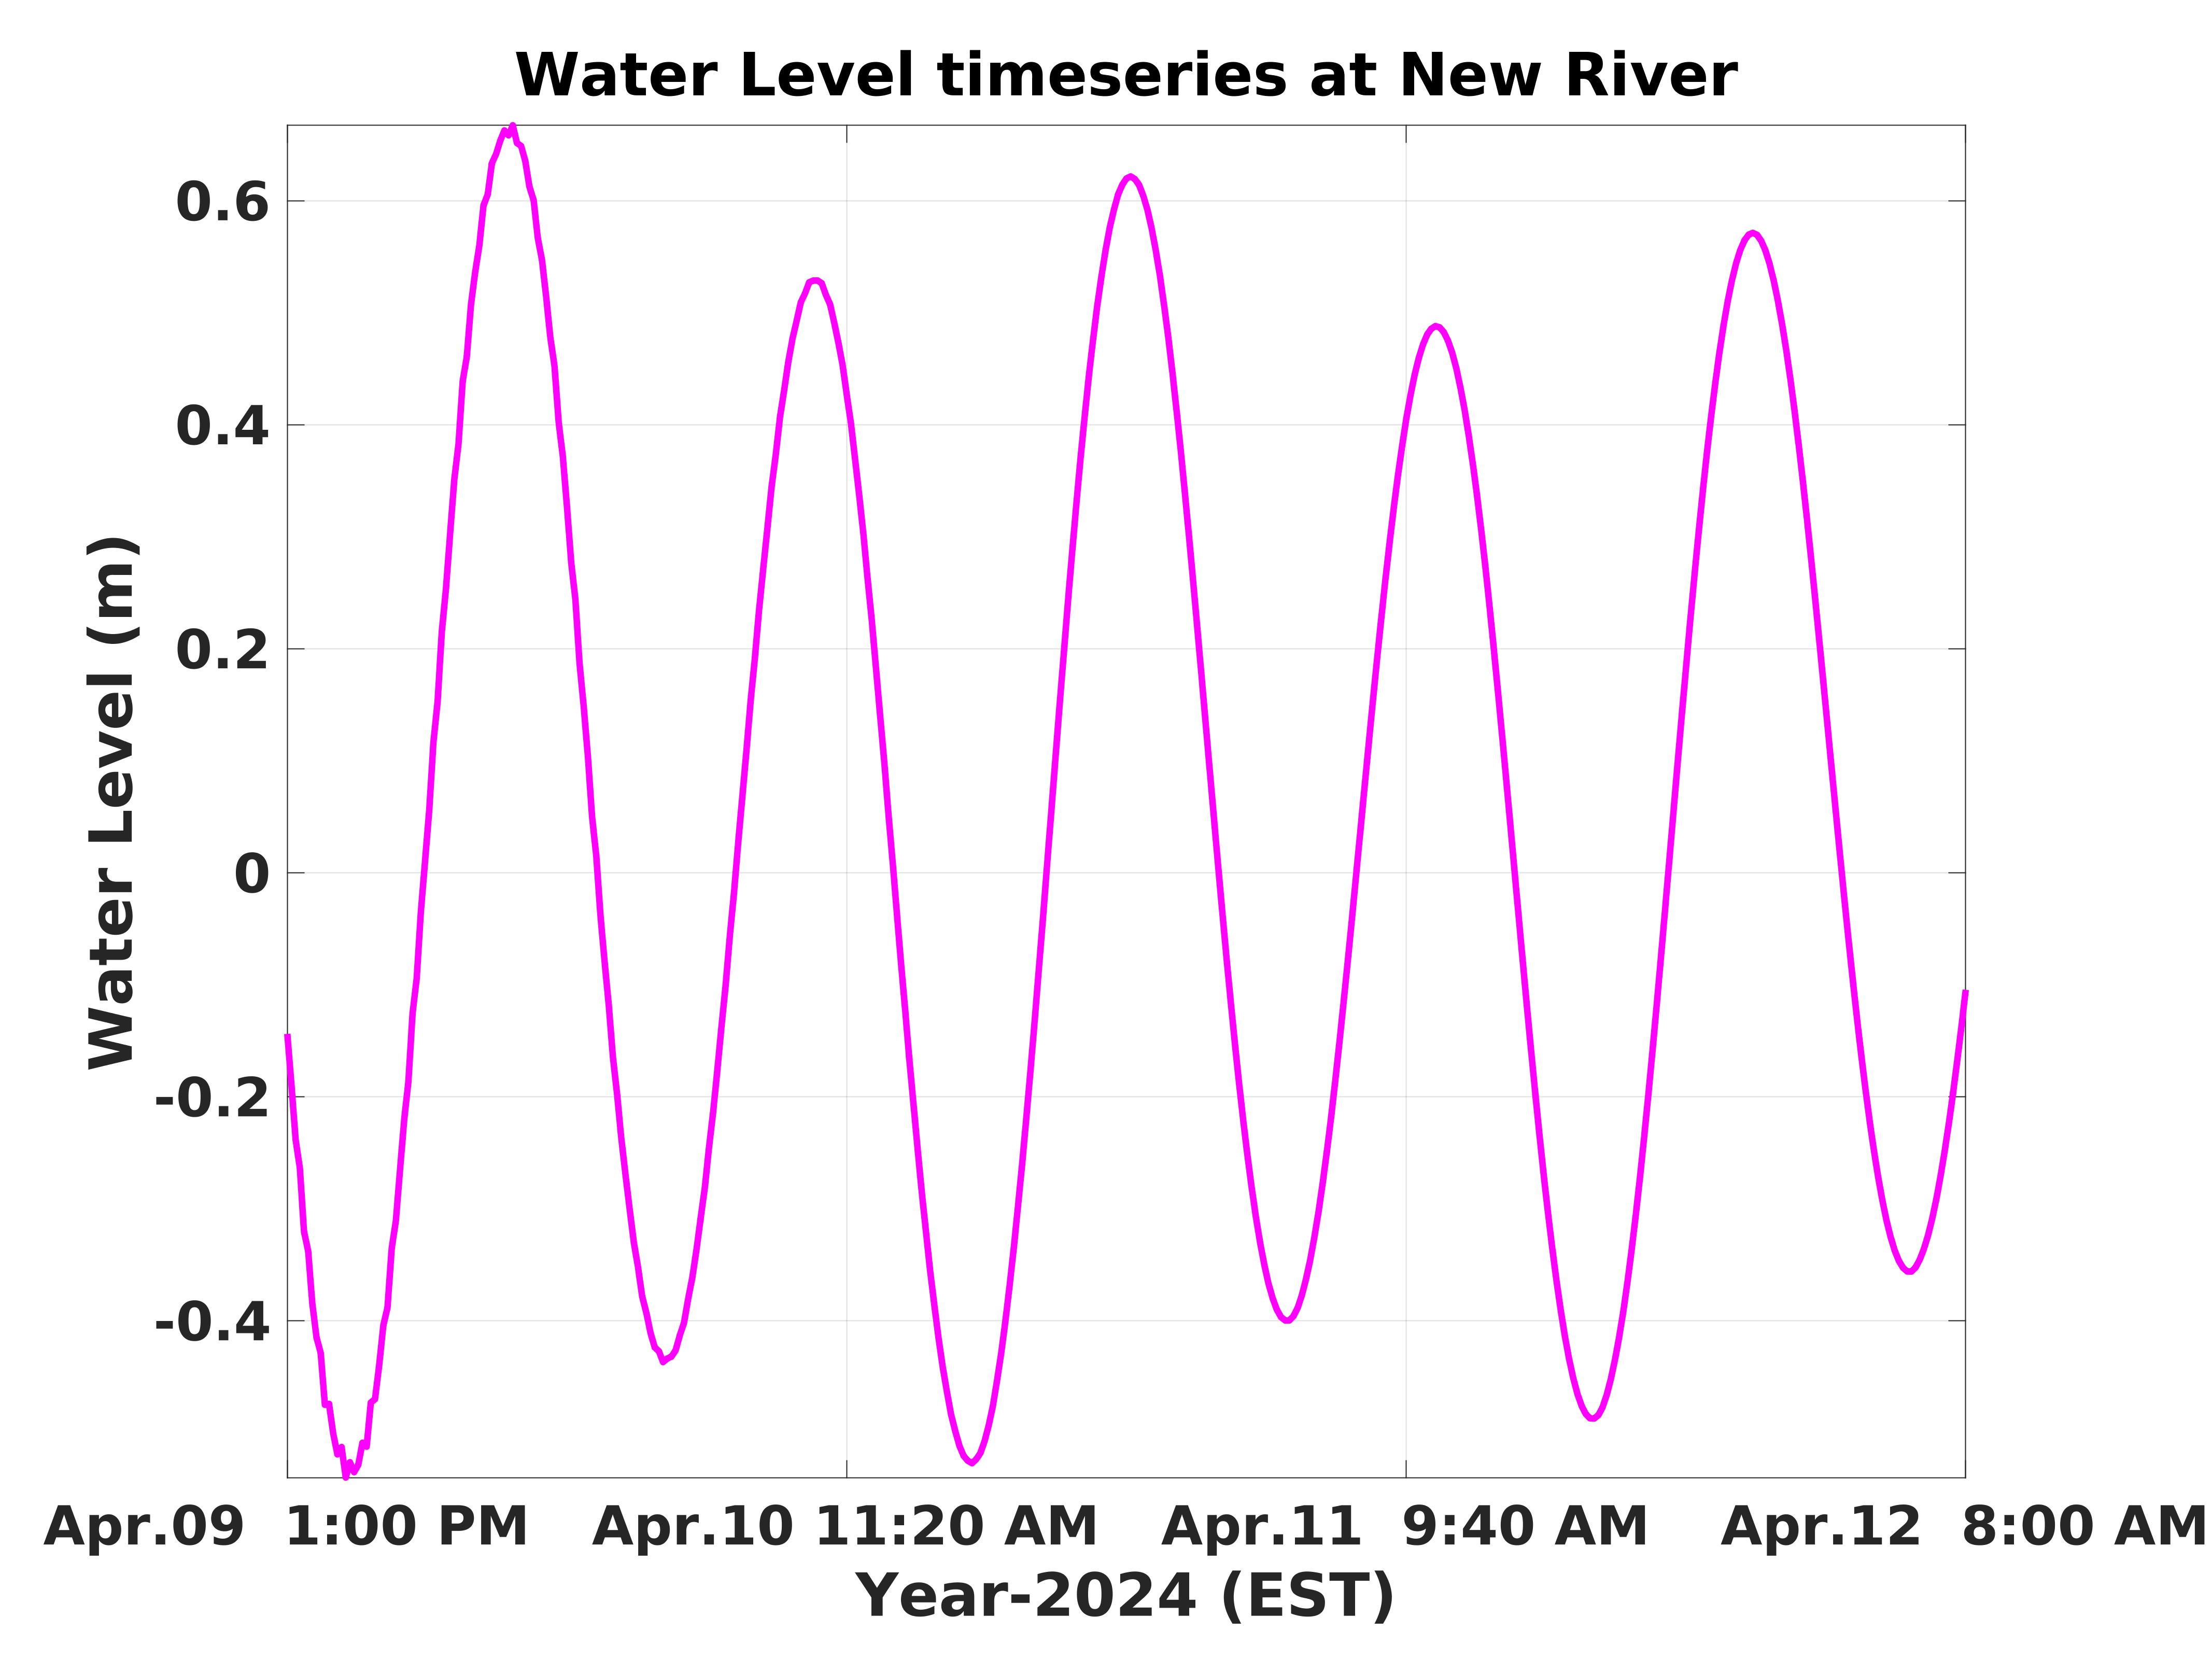 Water Level timeseries at New River
Water Level (m)
0.6
0.4
0.2
0
-0.2
-0.4
Apr.09  1:00 PM
Apr.10 11:20 AM
Apr.11  9:40 AM
Apr.12  8:00 AM
Year-2024 (EST)